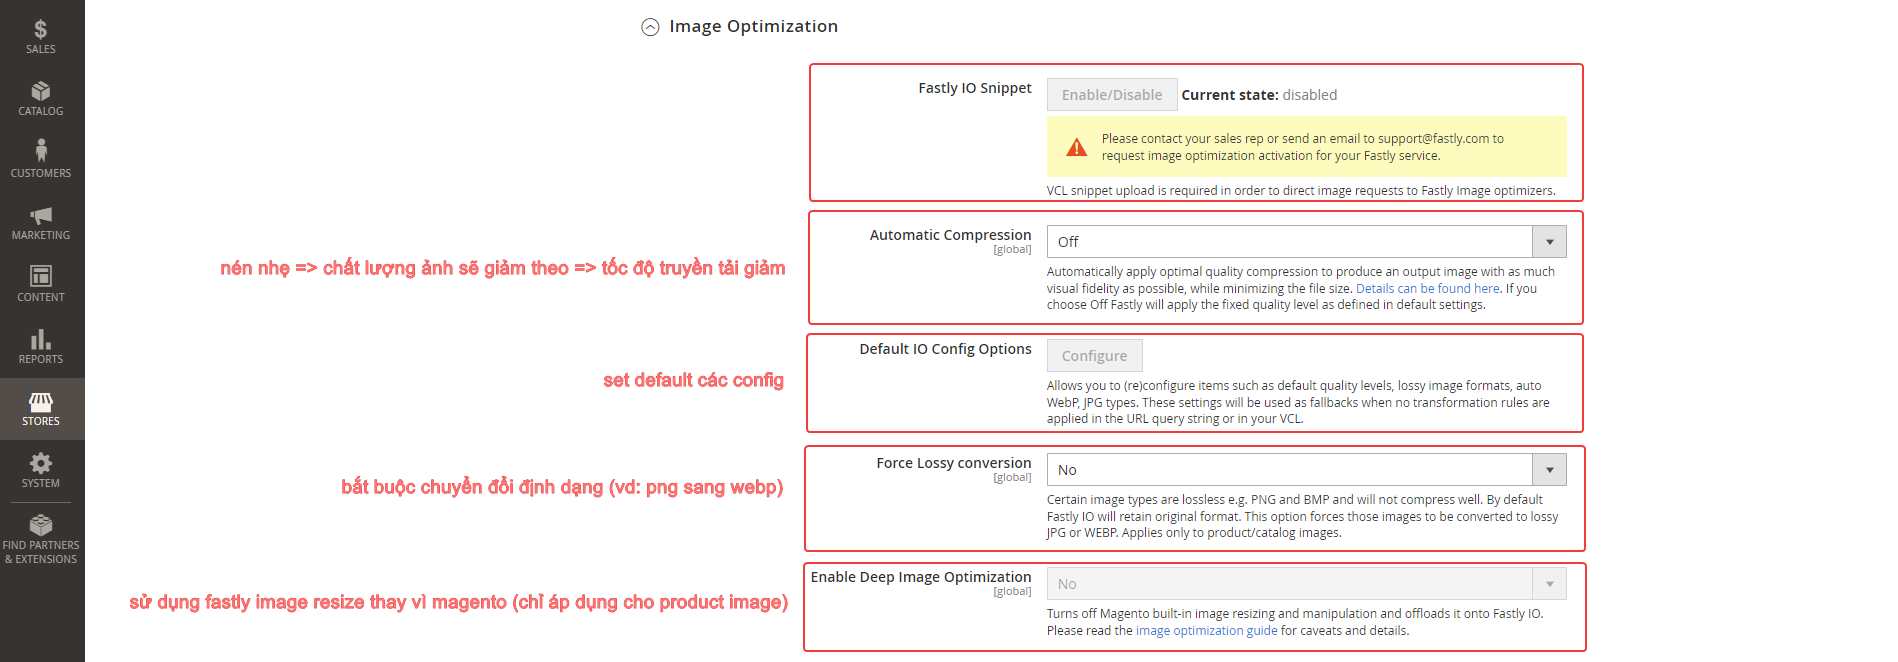 SALES
CATALOG
CUSTOMERS
MARKETING
CONTENT
REPORTS
STORES
SYSTEM
FIND PARTNERS
& EXTENSIONS
Image Optimization
Fastly IO Snippet
Enable/Disable Current state: disabled
Please contact your sales rep or send an email to support@fastly.com to
request image optimization activation for your Fastly service.
VCL snippet upload is required in order to direct image requests to Fastly Image optimizers.
nén nhẹ => chất lượng ảnh sẽ giảm theo => tốc độ truyền tải giảm
Automatic Compression
[global]
Off
Automatically apply optimal quality compression to produce an output image with as much
visual fidelity as possible, while minimizing the file size. Details can be found here. If you
choose Off Fastly will apply the fixed quality level as defined in default settings.
set default các config
Default IO Config Options
Configure
Allows you to (re)configure items such as default quality levels, lossy image formats, auto
WebP, JPG types. These settings will be used as fallbacks when no transformation rules are
applied in the URL query string or in your VCL.
bắt buộc chuyển đổi định dạng (vd: png sang webp)
Force Lossy conversion
[global]
No
Certain image types are lossless e.g. PNG and BMP and will not compress well. By default
Fastly IO will retain original format. This option forces those images to be converted to lossy
JPG or WEBP. Applies only to product/catalog images.
sử dụng fastly image resize thay vì magento (chỉ áp dụng cho product image)
Enable Deep Image Optimization
[global]
No
Turns off Magento built-in image resizing and manipulation and offloads it onto Fastly IO.
Please read the image optimization guide for caveats and details.